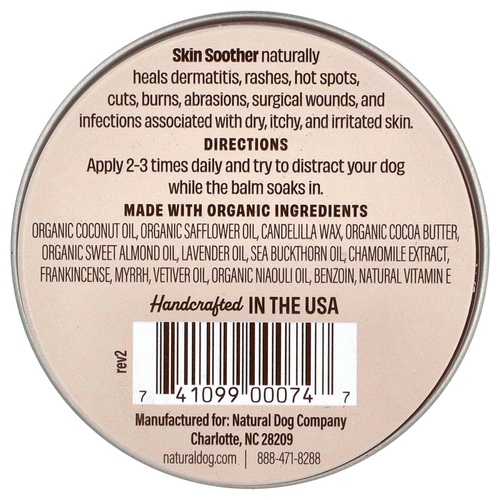 Skin Soother naturally
heals dermatitis, rashes, hot spots,
cuts, burns, abrasions, surgical wounds, and
infections associated with dry, itchy, and irritated skin.
DIRECTIONS
Apply 2-3 times daily and try to distract your dog
while the balm soaks in.
MADE WITH ORGANIC INGREDIENTS
ORGANIC COCONUT OIL, ORGANIC SAFFLOWER OIL, CANDELILLA WAX, ORGANIC COCOA BUTTER,
ORGANIC SWEET ALMOND OIL, LAVENDER OIL, SEA BUCKTHORN OIL, CHAMOMILE EXTRACT,
FRANKINCENSE, MYRRH, VETIVER OIL, ORGANIC NIAOULI OIL, BENZOIN, NATURAL VITAMIN E
Handcrafted IN THE USA
rev2
7 41099 00074 7
Manufactured for: Natural Dog Company
Charlotte, NC 28209
naturaldog.com | 888-471-8288